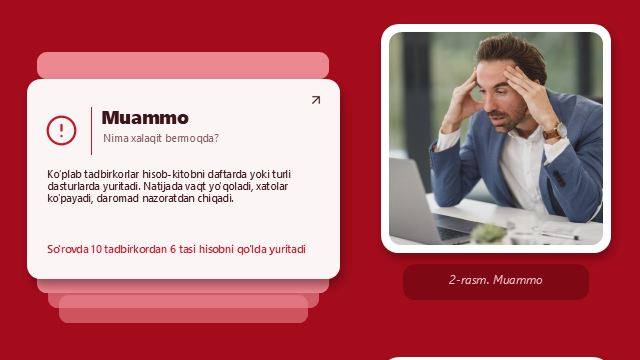 Muammo
Nima xalaqit bermoqda?
Ko'plab tadbirkorlar hisob-kitobni daftarda yoki turli
dasturlarda yuritadi. Natijada vaqt yo'qoladi, xatolar
ko'payadi, daromad nazoratdan chiqadi.
So'rovda 10 tadbirkordan 6 tasi hisobni qo'lda yuritadi
2-rasm. Muammo